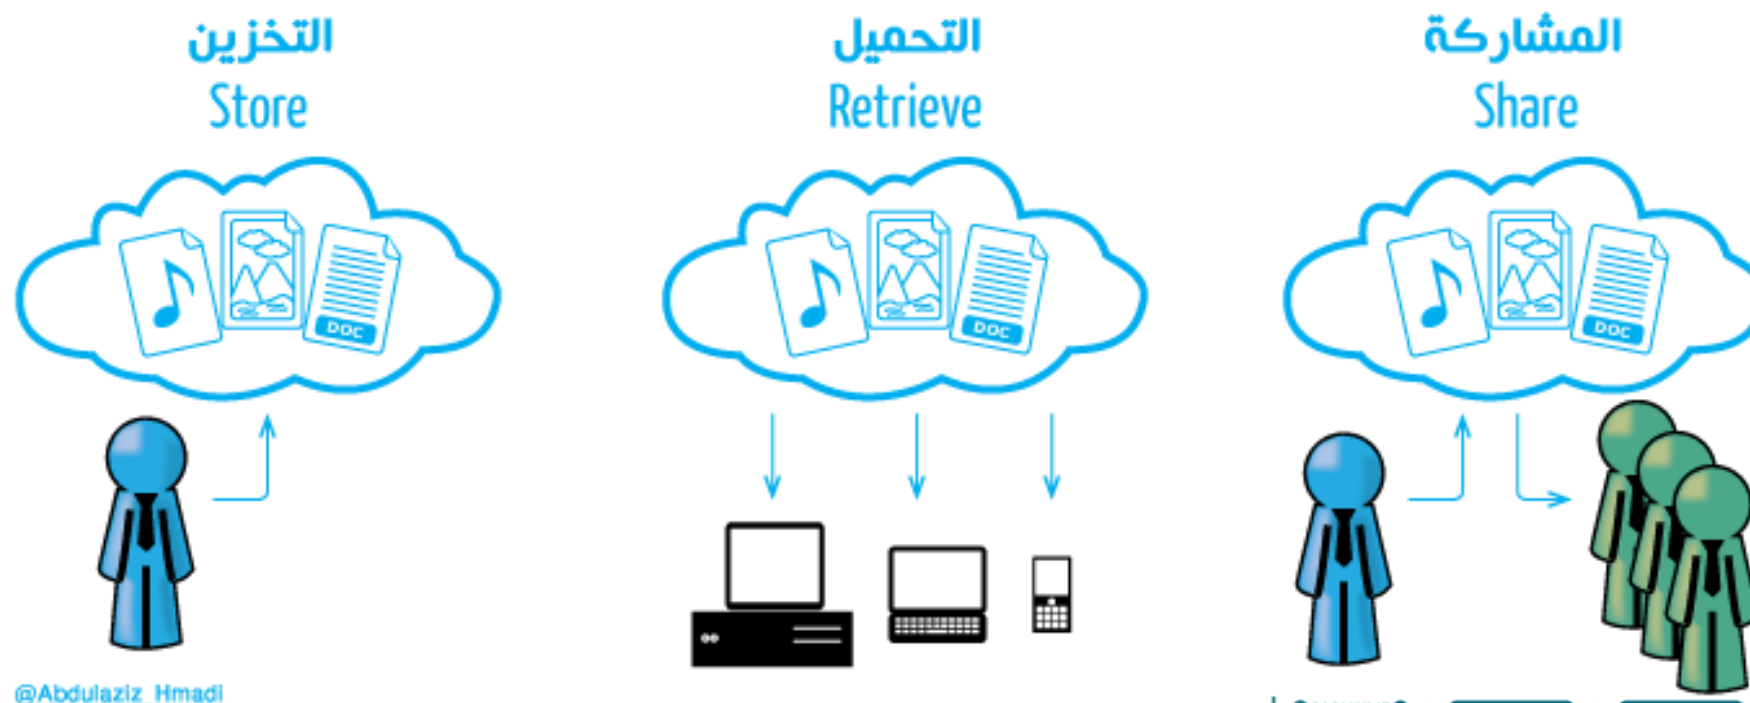 التخزين
Store
DOC
@Abdulaziz_Hmadi
التحميل
Retrieve
DOC
المشاركة
Share
DOC